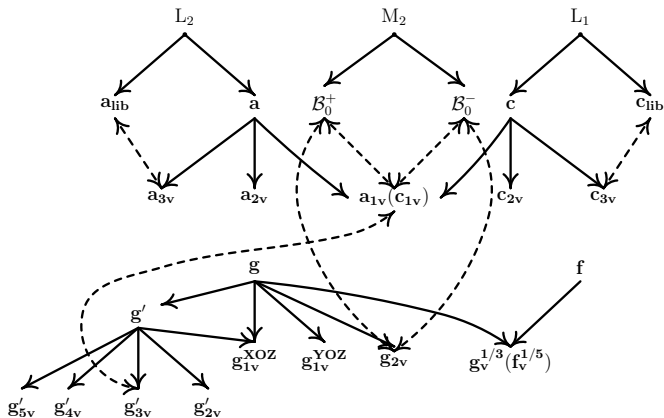 L₂ M₂ L₁
a_lib a 𝓑₀⁺ 𝓑₀⁻ c c_lib
a_3v a_2v a_1v(c_1v) c_2v c_3v
g f
g′ g_1v^XOZ g_1v^YOZ g_2v g_v^1/3(f_v^1/5)
g′_5v g′_4v g′_3v g′_2v